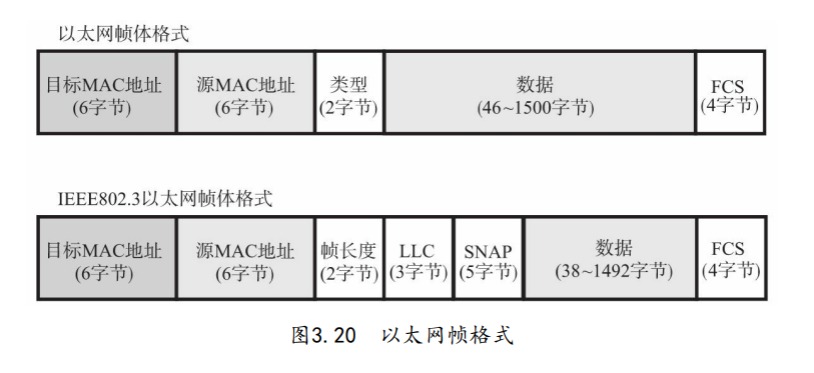 以太网帧体格式
目标MAC地址 源MAC地址 类型 数据 FCS
(6字节) (6字节) (2字节) (46~1500字节) (4字节)
IEEE802.3以太网帧体格式
目标MAC地址 源MAC地址 帧长度 LLC SNAP 数据 FCS
(6字节) (6字节) (2字节) (3字节) (5字节) (38~1492字节) (4字节)
图3.20 以太网帧格式